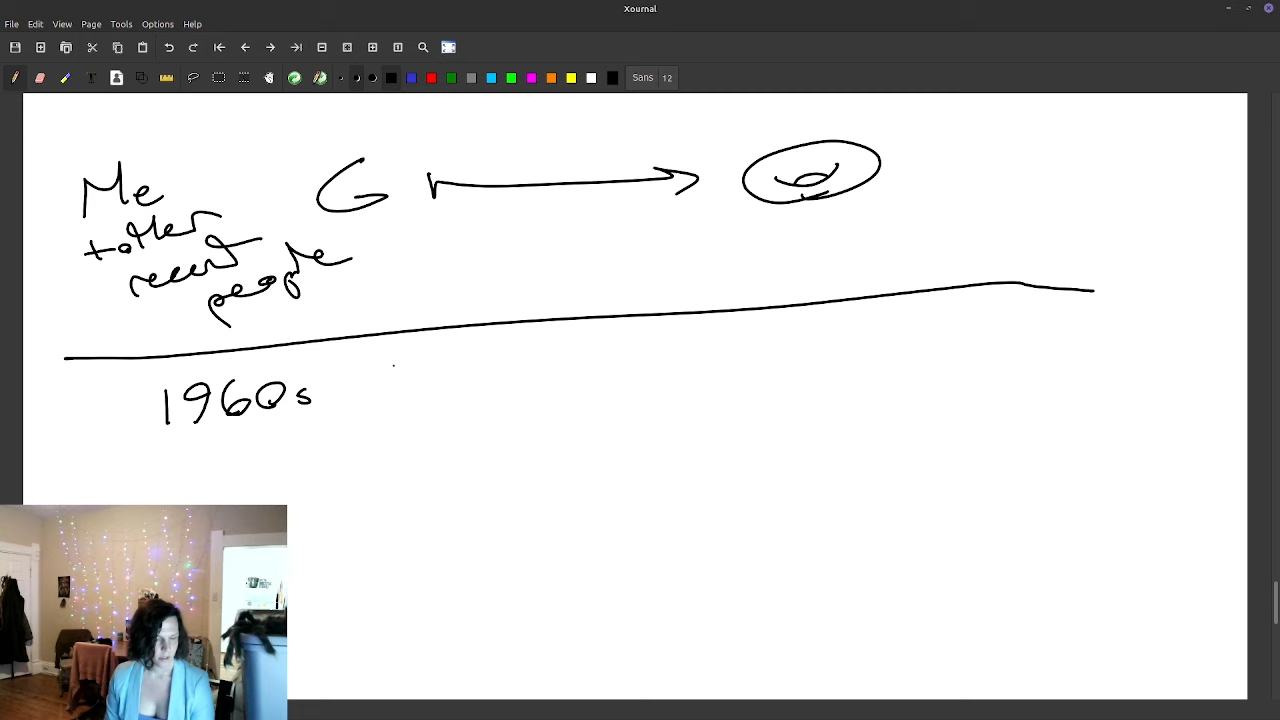 Xournal
File Edit View Page Tools Options Help
Sans 12
Me G
+ other
recent
people
1960s